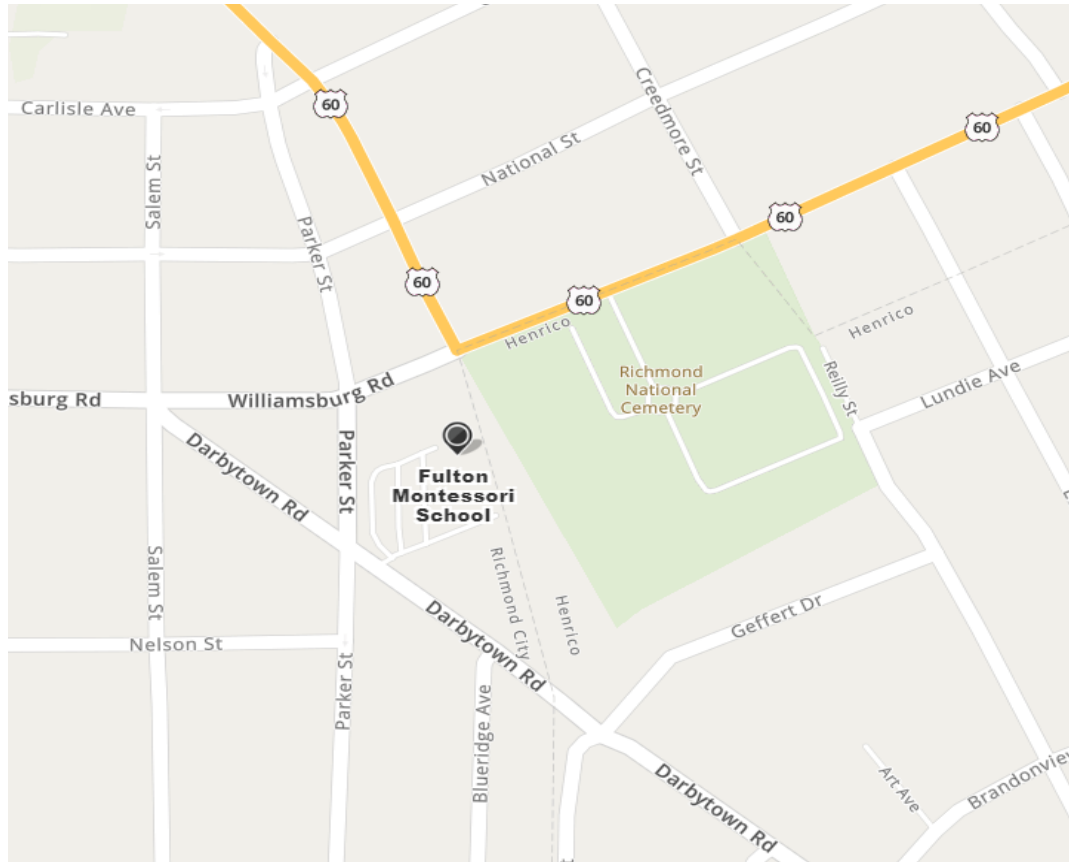 60
Carlisle Ave
Creedmore St
60
National St
Salem St
Parker St
60
60
60
Henrico
Henrico
Richmond
National
Cemetery
Reilly St
Lundie Ave
sburg Rd
Williamsburg Rd
Darbytown Rd
Parker St
Fulton
Montessori
School
Salem St
Richmond City
Henrico
Darbytown Rd
Geffert Dr
Nelson St
Parker St
Blueridge Ave
Darbytown Rd
Art Ave
Brandonview